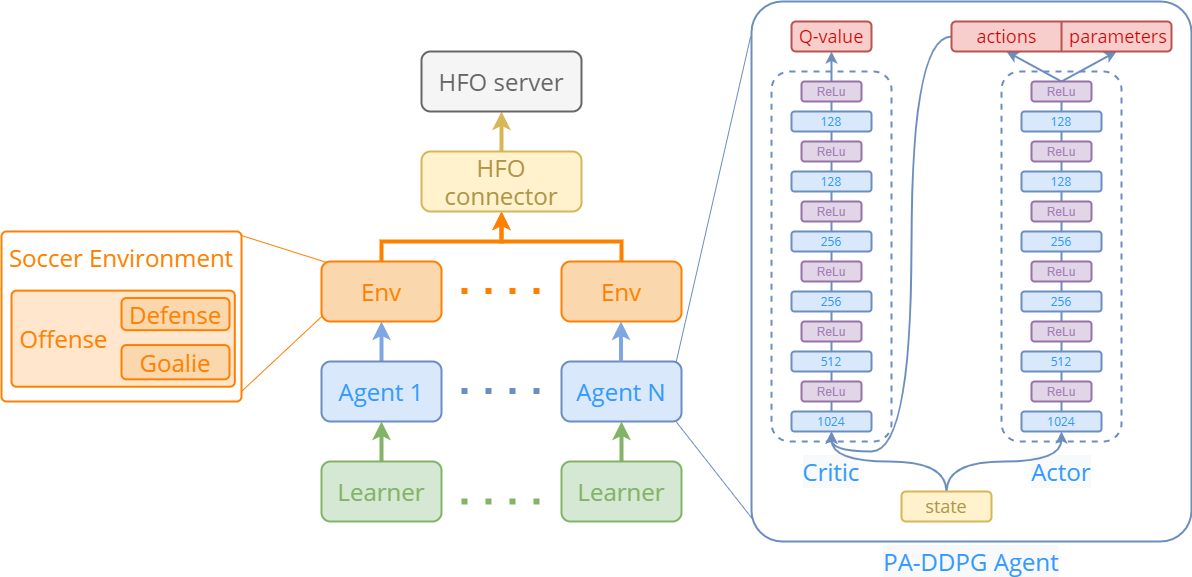 HFO server
HFO
connector
Soccer Environment
Offense
Defense
Goalie
Env
Env
Agent 1
Agent N
Learner
Learner
Q-value
ReLu
128
ReLu
128
ReLu
256
ReLu
256
ReLu
512
ReLu
1024
Critic
actions
parameters
ReLu
128
ReLu
128
ReLu
256
ReLu
256
ReLu
512
ReLu
1024
Actor
state
PA-DDPG Agent